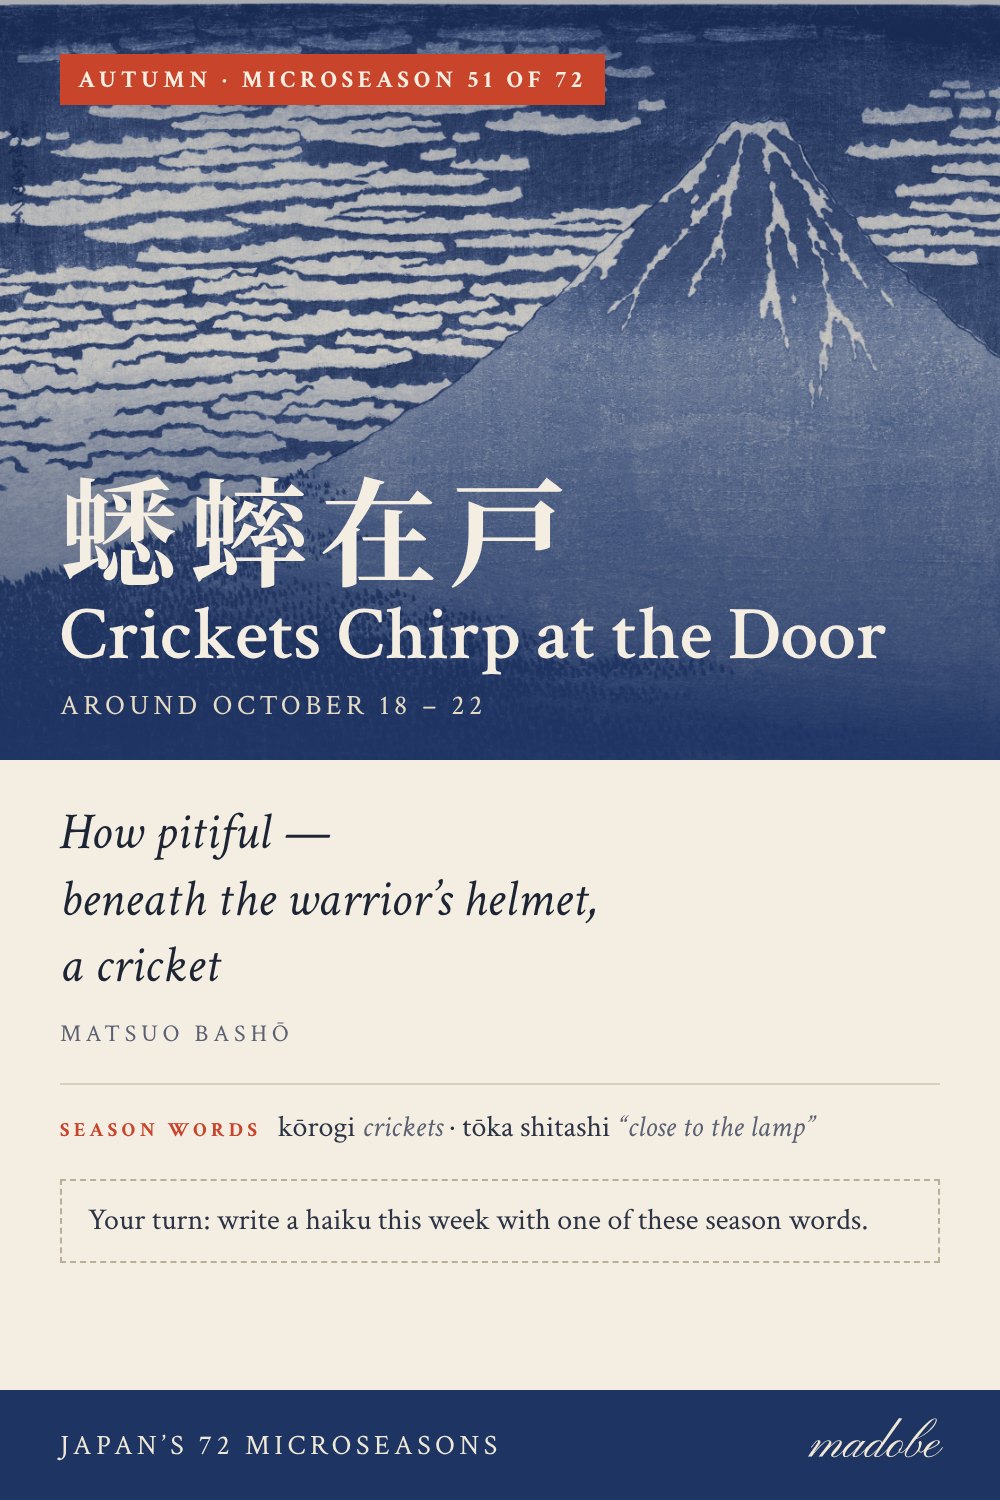 AUTUMN · MICROSEASON 51 OF 72
蟋蟀在戸
Crickets Chirp at the Door
AROUND OCTOBER 18 – 22
How pitiful —
beneath the warrior’s helmet,
a cricket
MATSUO BASHŌ
SEASON WORDS kōrogi crickets · tōka shitashi “close to the lamp”
Your turn: write a haiku this week with one of these season words.
JAPAN’S 72 MICROSEASONS
madobe